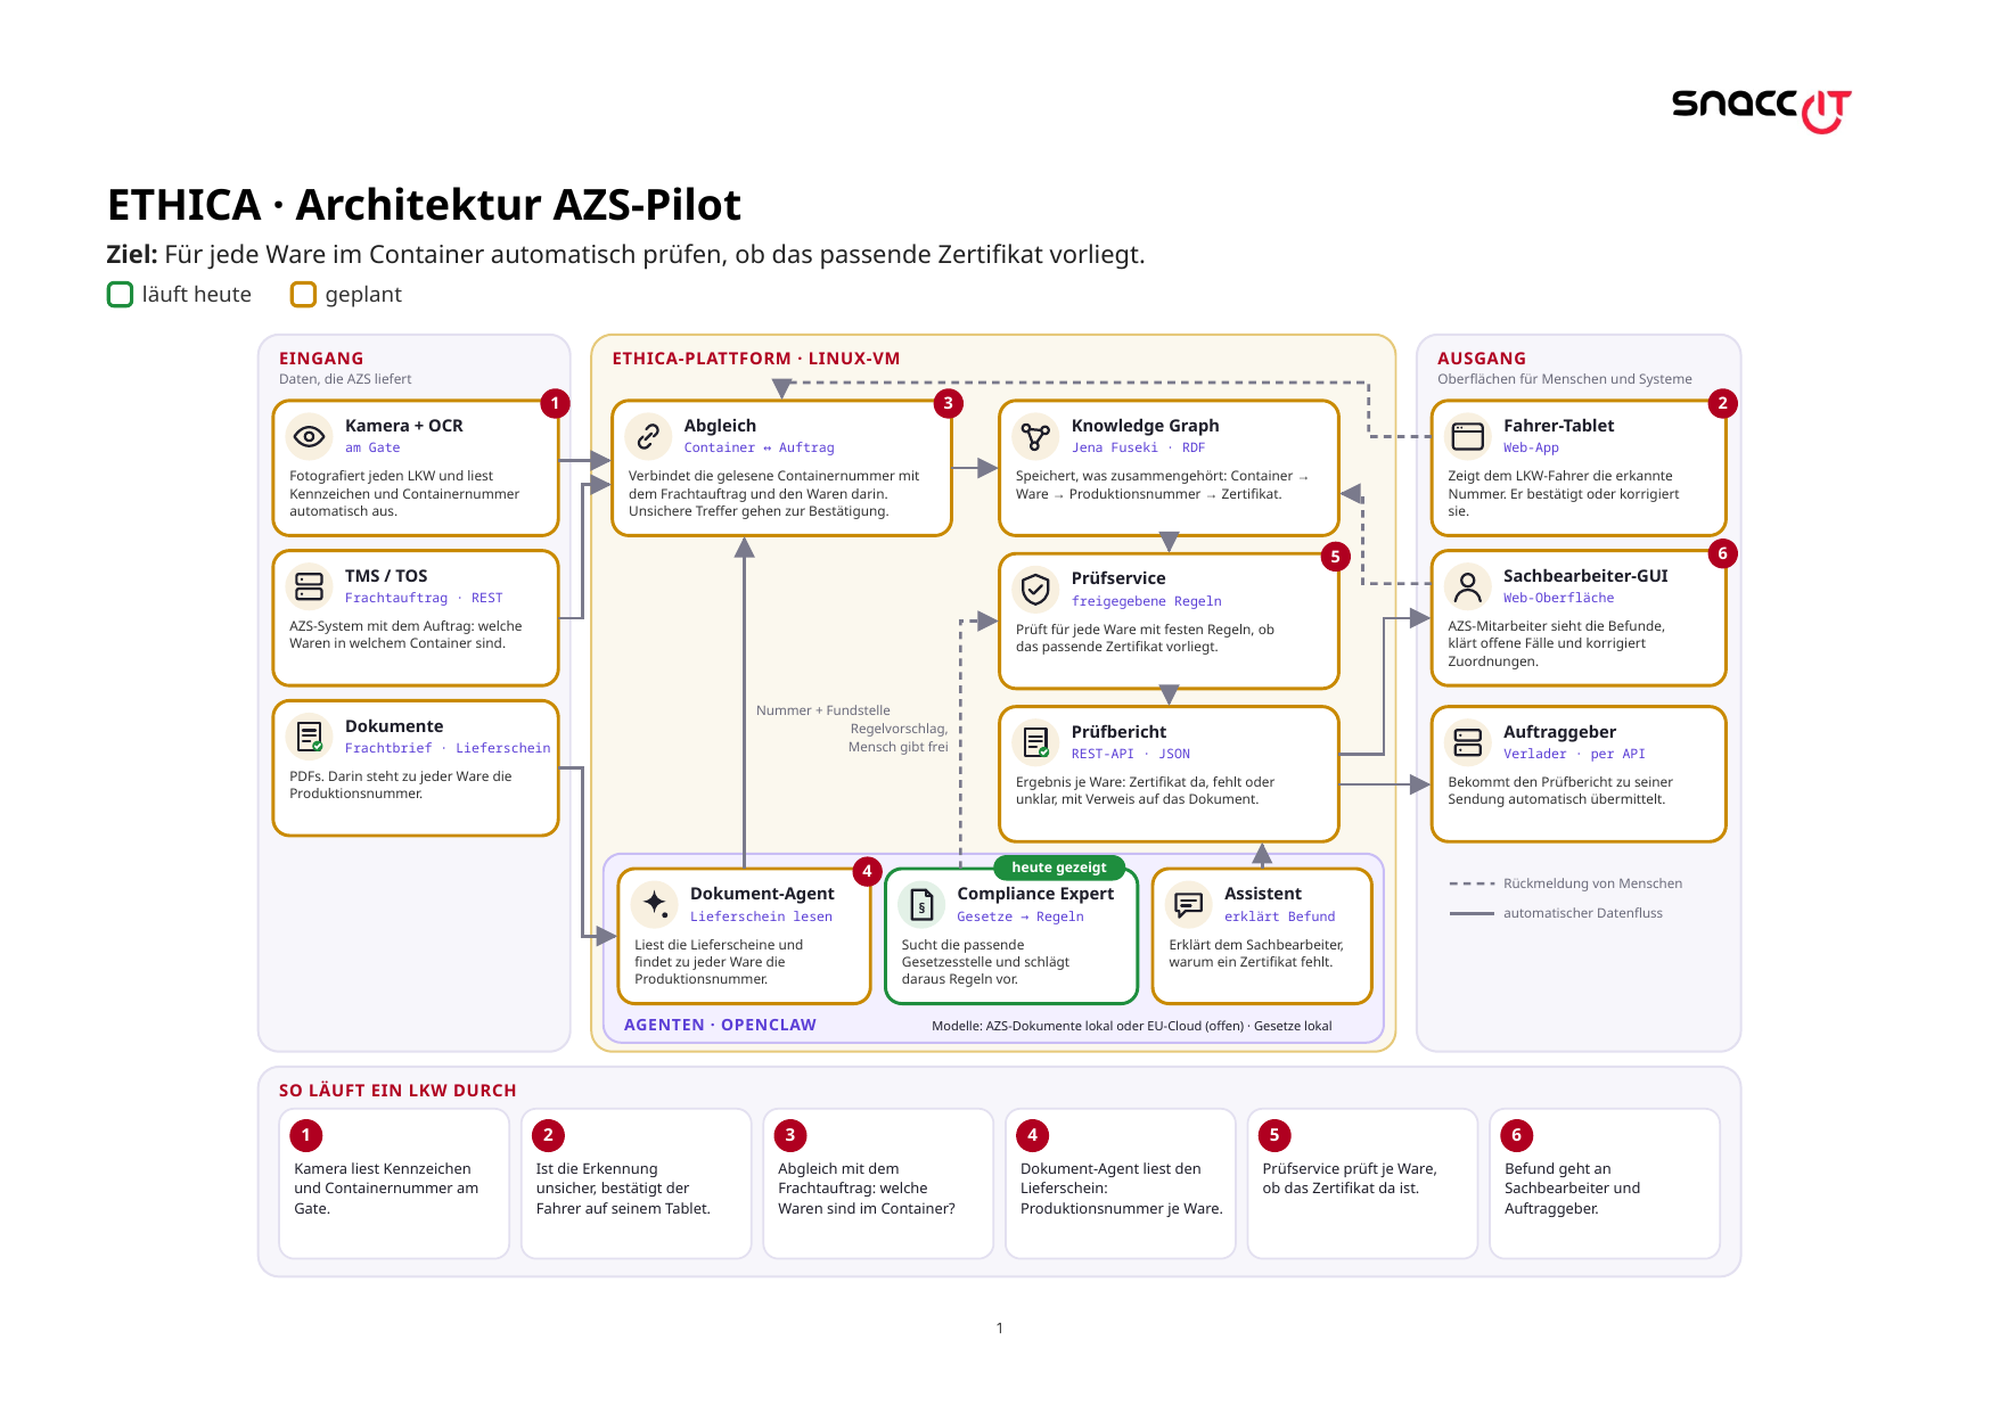 snaccIT
ETHICA · Architektur AZS-Pilot
Ziel: Für jede Ware im Container automatisch prüfen, ob das passende Zertifikat vorliegt.
läuft heute
geplant
EINGANG
Daten, die AZS liefert
1
Kamera + OCR
am Gate
Fotografiert jeden LKW und liest
Kennzeichen und Containernummer
automatisch aus.
TMS / TOS
Frachtauftrag · REST
AZS-System mit dem Auftrag: welche
Waren in welchem Container sind.
Dokumente
Frachtbrief · Lieferschein
PDFs. Darin steht zu jeder Ware die
Produktionsnummer.
ETHICA-PLATTFORM · LINUX-VM
3
Abgleich
Container ↔ Auftrag
Verbindet die gelesene Containernummer mit
dem Frachtauftrag und den Waren darin.
Unsichere Treffer gehen zur Bestätigung.
Knowledge Graph
Jena Fuseki · RDF
Speichert, was zusammengehört: Container →
Ware → Produktionsnummer → Zertifikat.
5
Prüfservice
freigegebene Regeln
Prüft für jede Ware mit festen Regeln, ob
das passende Zertifikat vorliegt.
Nummer + Fundstelle
Regelvorschlag,
Mensch gibt frei
Prüfbericht
REST-API · JSON
Ergebnis je Ware: Zertifikat da, fehlt oder
unklar, mit Verweis auf das Dokument.
4
Dokument-Agent
Lieferschein lesen
Liest die Lieferscheine und
findet zu jeder Ware die
Produktionsnummer.
heute gezeigt
§
Compliance Expert
Gesetze → Regeln
Sucht die passende
Gesetzesstelle und schlägt
daraus Regeln vor.
Assistent
erklärt Befund
Erklärt dem Sachbearbeiter,
warum ein Zertifikat fehlt.
AGENTEN · OPENCLAW
Modelle: AZS-Dokumente lokal oder EU-Cloud (offen) · Gesetze lokal
AUSGANG
Oberflächen für Menschen und Systeme
2
Fahrer-Tablet
Web-App
Zeigt dem LKW-Fahrer die erkannte
Nummer. Er bestätigt oder korrigiert
sie.
6
Sachbearbeiter-GUI
Web-Oberfläche
AZS-Mitarbeiter sieht die Befunde,
klärt offene Fälle und korrigiert
Zuordnungen.
Auftraggeber
Verlader · per API
Bekommt den Prüfbericht zu seiner
Sendung automatisch übermittelt.
Rückmeldung von Menschen
automatischer Datenfluss
SO LÄUFT EIN LKW DURCH
1
Kamera liest Kennzeichen
und Containernummer am
Gate.
2
Ist die Erkennung
unsicher, bestätigt der
Fahrer auf seinem Tablet.
3
Abgleich mit dem
Frachtauftrag: welche
Waren sind im Container?
4
Dokument-Agent liest den
Lieferschein:
Produktionsnummer je Ware.
5
Prüfservice prüft je Ware,
ob das Zertifikat da ist.
6
Befund geht an
Sachbearbeiter und
Auftraggeber.
1